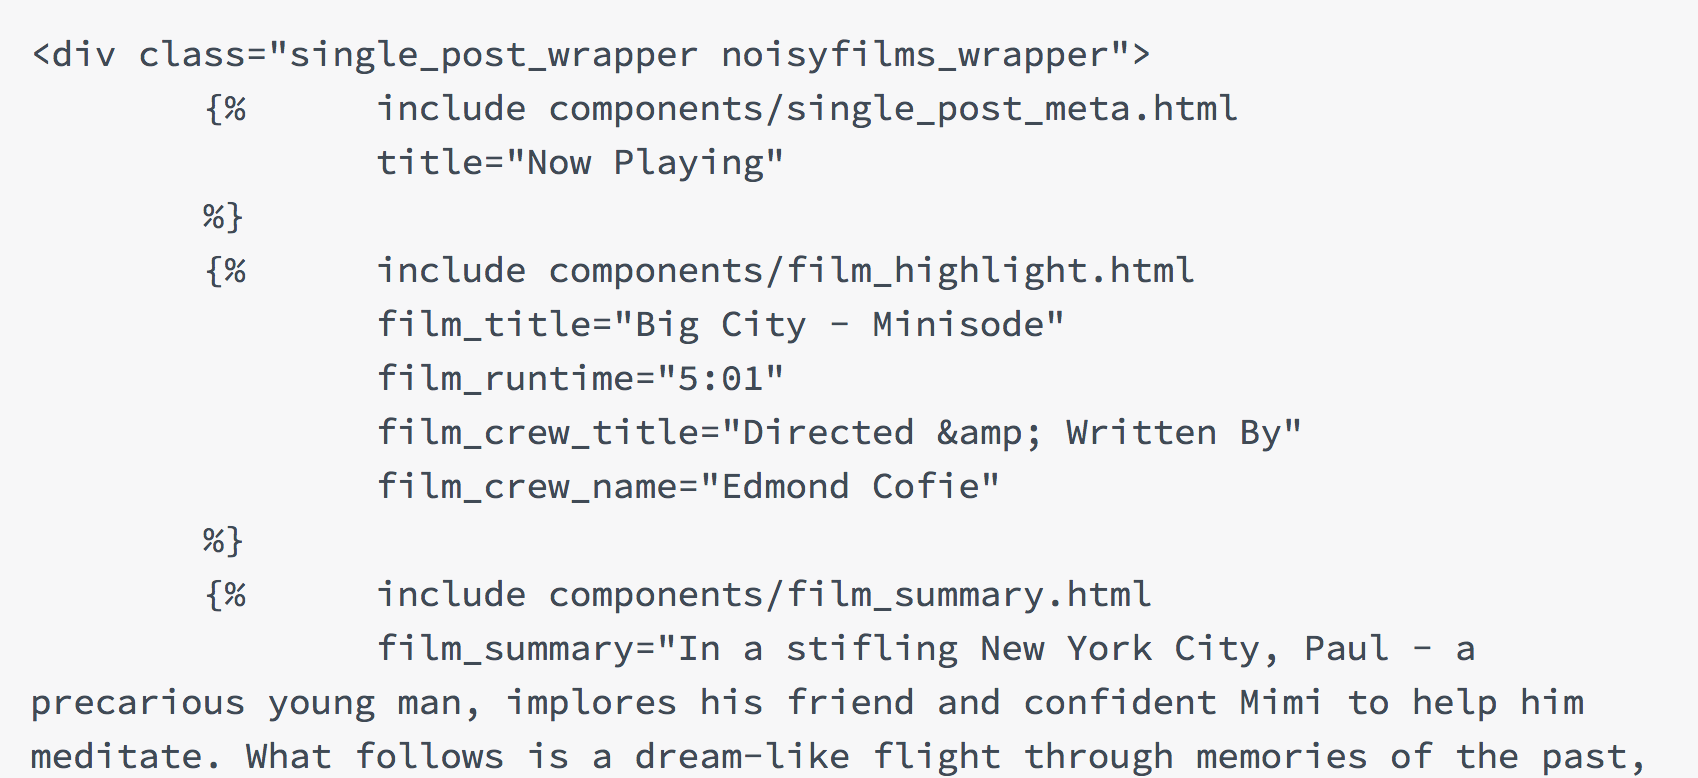 <div class="single_post_wrapper noisyfilms_wrapper">
        {%      include components/single_post_meta.html
                title="Now Playing"
        %}
        {%      include components/film_highlight.html
                film_title="Big City - Minisode"
                film_runtime="5:01"
                film_crew_title="Directed &amp; Written By"
                film_crew_name="Edmond Cofie"
        %}
        {%      include components/film_summary.html
                film_summary="In a stifling New York City, Paul - a
precarious young man, implores his friend and confident Mimi to help him
meditate. What follows is a dream-like flight through memories of the past,